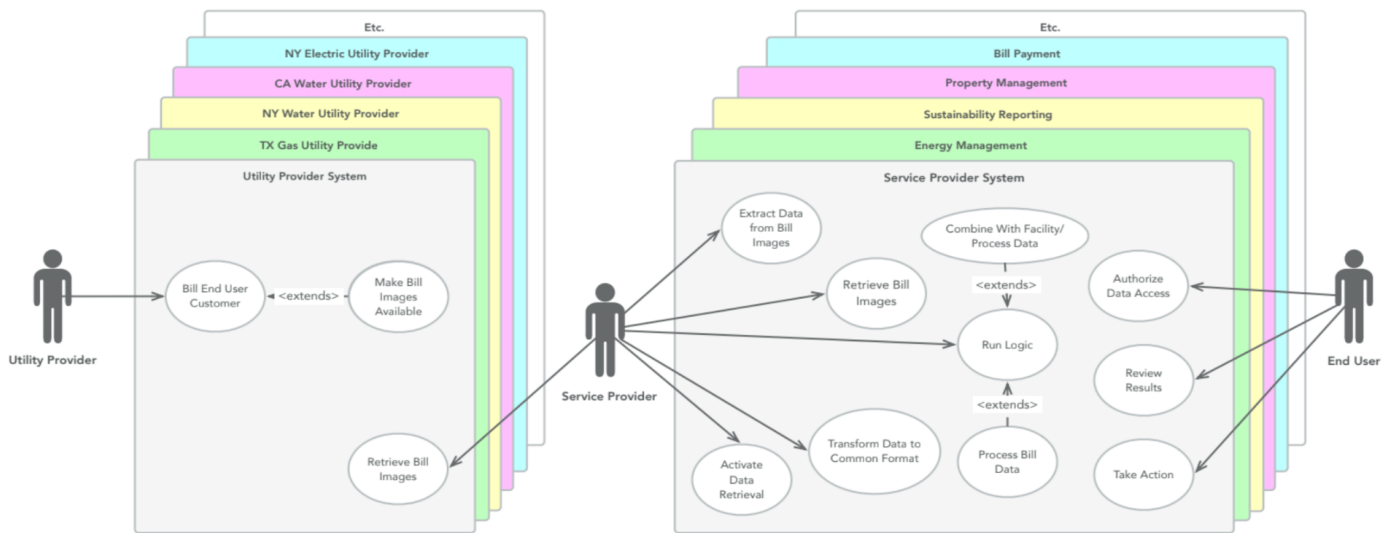 Etc.
NY Electric Utility Provider
CA Water Utility Provider
NY Water Utility Provider
TX Gas Utility Provide
Utility Provider System
Bill End User
Customer
<extends>
Make Bill
Images
Available
Retrieve Bill
Images
Utility Provider
Service Provider
Etc.
Bill Payment
Property Management
Sustainability Reporting
Energy Management
Service Provider System
Extract Data
from Bill
Images
Combine With Facility/
Process Data
Retrieve Bill
Images
<extends>
Authorize
Data Access
Run Logic
Review
Results
<extends>
Transform Data to
Common Format
Activate
Data
Retrieval
Process Bill
Data
Take Action
End User